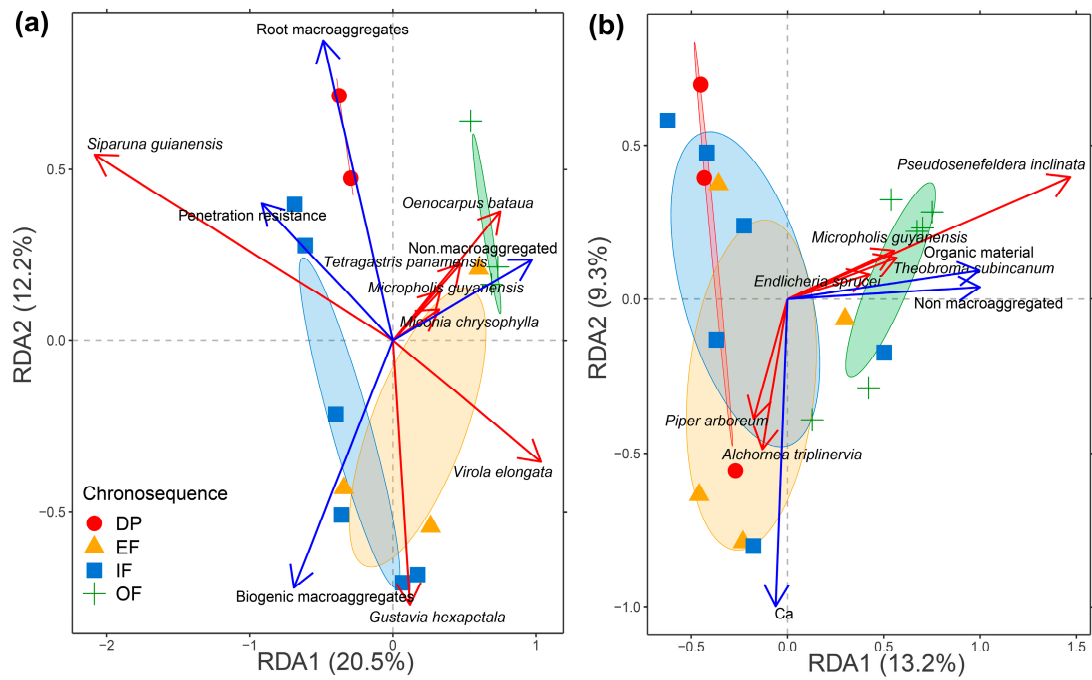 (a)
Root macroaggregates
Siparuna guianensis
Penetration resistance
Oenocarpus bataua
Non macroaggregated
Tetragastris panamensis
Micropholis guyanensis
Miconia chrysophylla
Virola elongata
Biogenic macroaggregates
Gustavia hexapetala
Chronosequence
DP
EF
IF
OF
0.5
0.0
−0.5
−2
−1
0
1
RDA1 (20.5%)
RDA2 (12.2%)
(b)
Pseudosenefeldera inclinata
Micropholis guyanensis
Organic material
Theobroma subincanum
Endlicheria sprucei
Non macroaggregated
Piper arboreum
Alchornea triplinervia
Ca
0.5
0.0
−0.5
−1.0
−0.5
0.0
0.5
1.0
1.5
RDA1 (13.2%)
RDA2 (9.3%)